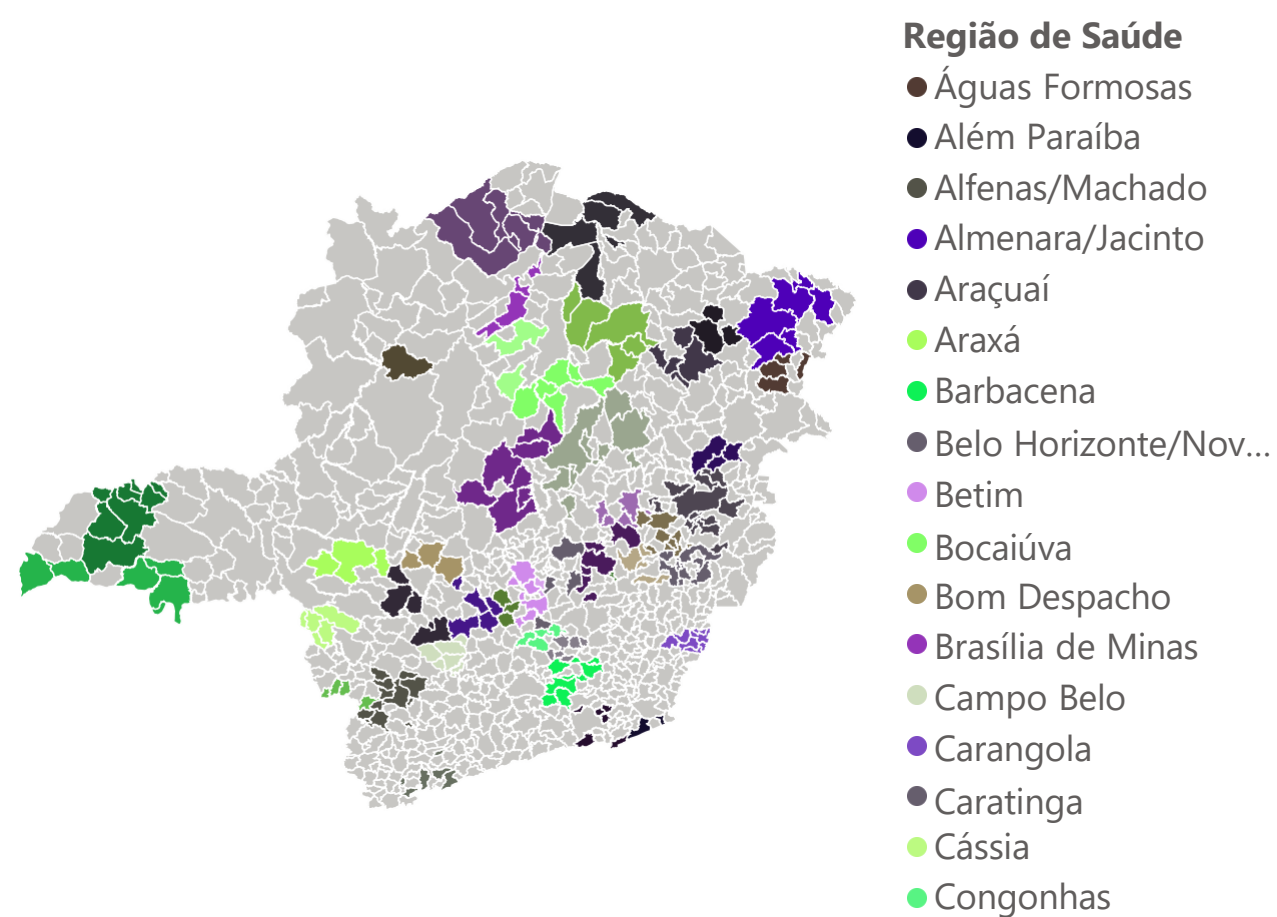 Região de Saúde
Águas Formosas
Além Paraíba
Alfenas/Machado
Almenara/Jacinto
Araçuaí
Araxá
Barbacena
Belo Horizonte/Nov...
Betim
Bocaiúva
Bom Despacho
Brasília de Minas
Campo Belo
Carangola
Caratinga
Cássia
Congonhas